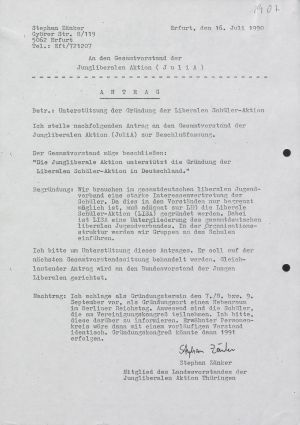 1907
Stephan Zänker
Györer Str. 8/119
5062 Erfurt
Tel.: Eft/721207
Erfurt, den 16. Juli 1990
An den Gesamtvorstand der
Jungliberalen Aktion ( J u l i A )
A N T R A G
Betr.: Unterstützung der Gründung der Liberalen Schüler-Aktion
Ich stelle nachfolgenden Antrag an den Gesamtvorstand der
Jungliberalen Aktion (JuliA) zur Beschlußfassung.
Der Gesamtvorstand möge beschließen:
"Die Jungliberale Aktion unterstützt die Gründung der
Liberalen Schüler-Aktion in Deutschland."
Begründung: Wir brauchen im gesamtdeutschen liberalen Jugend-
verband eine starke Interessenvertretung der
Schüler. Da dies in den Vorständen nur begrenzt
möglich ist, muß adäquat zur LHG die Libe-
rale Schüler-Aktion (LISA) gegründet werden. Dabei
ist LISA eine Untergliederung des gesamtdeutschen
liberalen Jugendverbandes. In der Organisations-
struktur werden wir Gruppen an den Schulen
einführen.
Ich bitte um Unterstützung dieses Antrages. Er soll auf der
nächsten Gesamtvorstandssitzung behandelt werden. Gleich-
lautender Antrag wird an den Bundesvorstand der Jungen
Liberalen gerichtet.
Nachtrag: Ich schlage als Gründungstermin den 7./8. bzw. 9.
September vor, als Gründungsort einen Nebenraum
im Berliner Reichstag. Anwesend sind die Schüler,
die am Vereinigungskongreß teilnehmen. Ich bitte,
diese darüber zu informieren. Erwähnter Personen-
kreis wäre dann mit einem vorläufigen Vorstand
identisch. Gründungskongreß könnte dann 1991
erfolgen.
Stephan Zänker
Stephan Zänker
Mitglied des Landesvorstandes der
Jungliberalen Aktion Thüringen